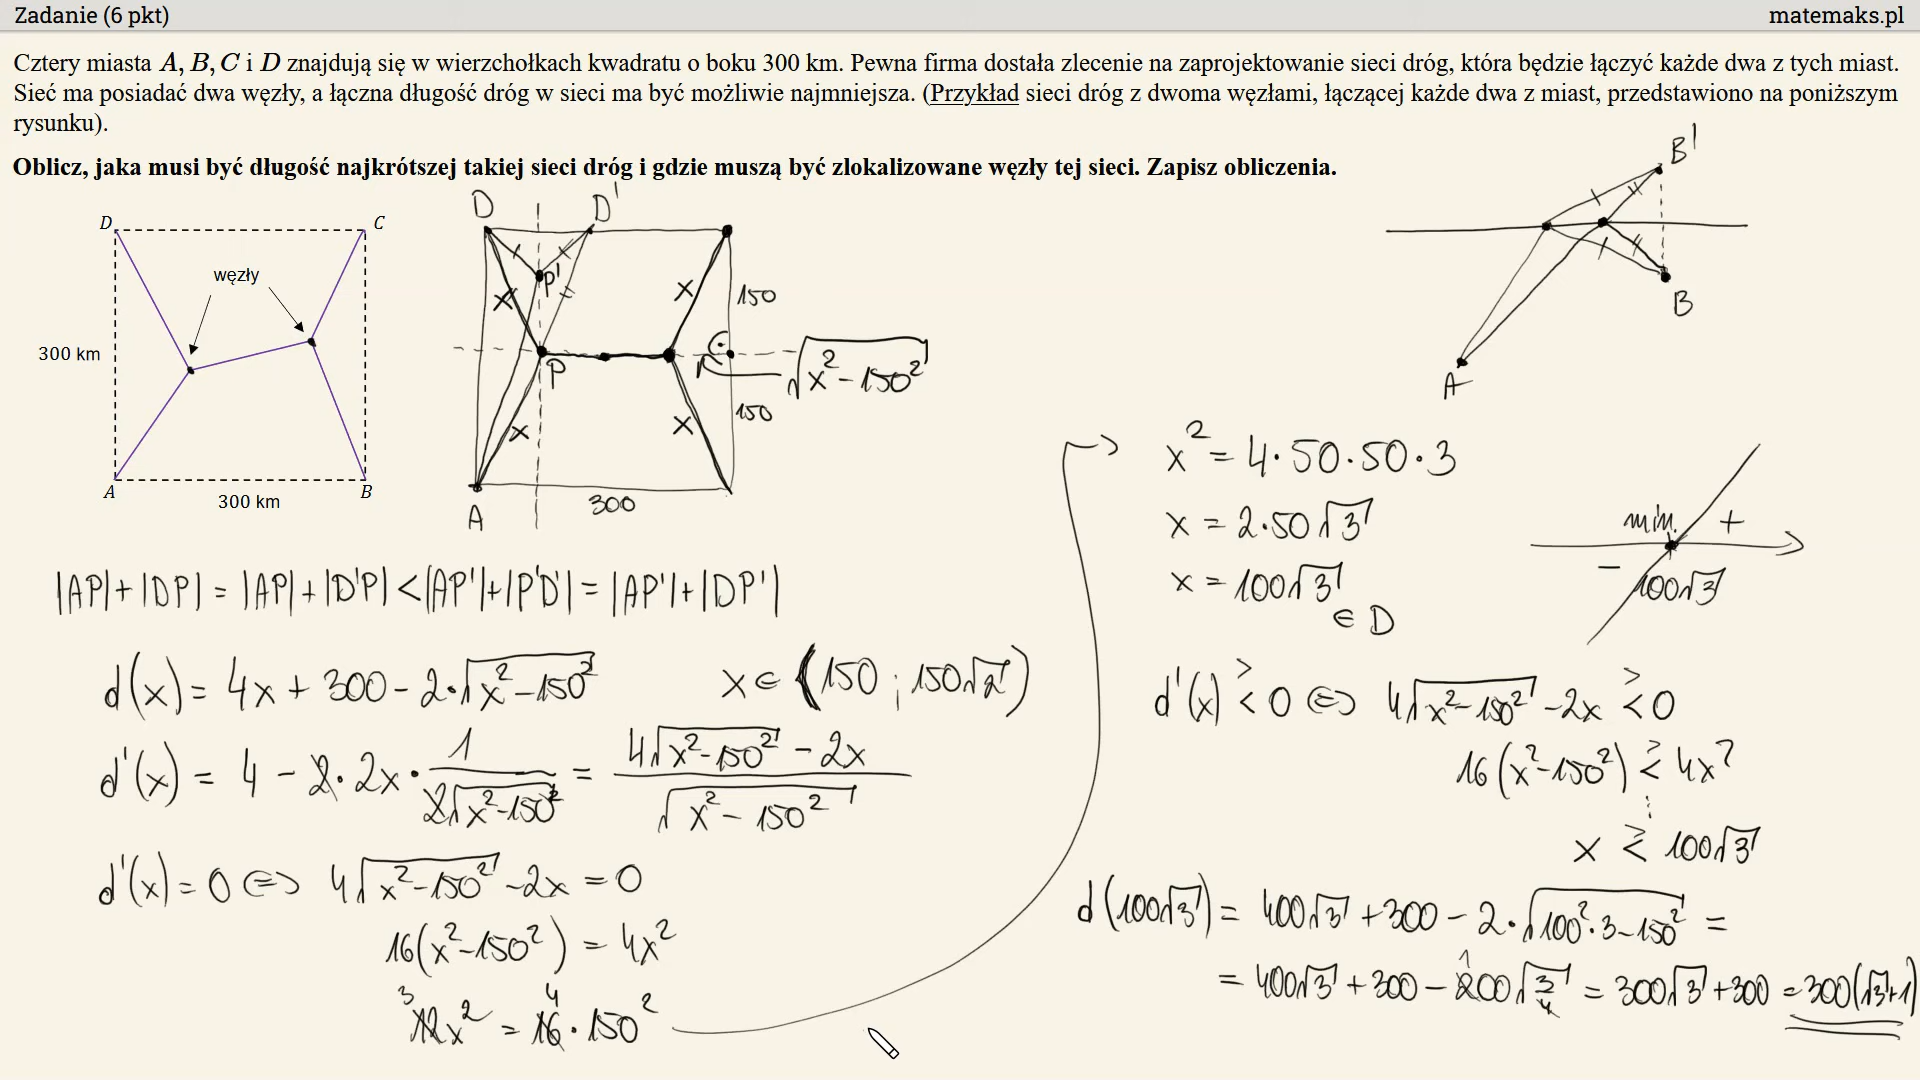 Zadanie (6 pkt)
matemaks.pl
Cztery miasta A, B, C i D znajdują się w wierzchołkach kwadratu o boku 300 km. Pewna firma dostała zlecenie na zaprojektowanie sieci dróg, która będzie łączyć każde dwa z tych miast.
Sieć ma posiadać dwa węzły, a łączna długość dróg w sieci ma być możliwie najmniejsza. (Przykład sieci dróg z dwoma węzłami, łączącej każde dwa z miast, przedstawiono na poniższym
rysunku).
Oblicz, jaka musi być długość najkrótszej takiej sieci dróg i gdzie muszą być zlokalizowane węzły tej sieci. Zapisz obliczenia.
D
C
węzły
300 km
A
B
300 km
D
D'
P'
x
x
150
P
√(x²-150²)
x
x
150
A
300
B'
B
A
|AP|+|DP| = |AP|+|D'P| < |AP'|+|P'D'| = |AP'|+|DP'|
d(x) = 4x + 300 - 2·√(x²-150²)
x ∈ (150 ; 150√2)
d'(x) = 4 - 2·2x· 1/(2√(x²-150²)) = (4√(x²-150²) - 2x)/√(x²-150²)
d'(x) = 0 <=> 4√(x²-150²) - 2x = 0
16(x²-150²) = 4x²
3 4
12x² = 16·150²
x² = 4·50·50·3
x = 2·50√3
x = 100√3
∈ D
min.
+
-
100√3
d'(x) ≷ 0 <=> 4√(x²-150²) - 2x ≷ 0
16(x²-150²) ≷ 4x²
x ≷ 100√3
d(100√3) = 400√3 + 300 - 2·√(100²·3-150²) =
= 400√3 + 300 - 200√(3/4) = 300√3 + 300 = 300(√3+1)